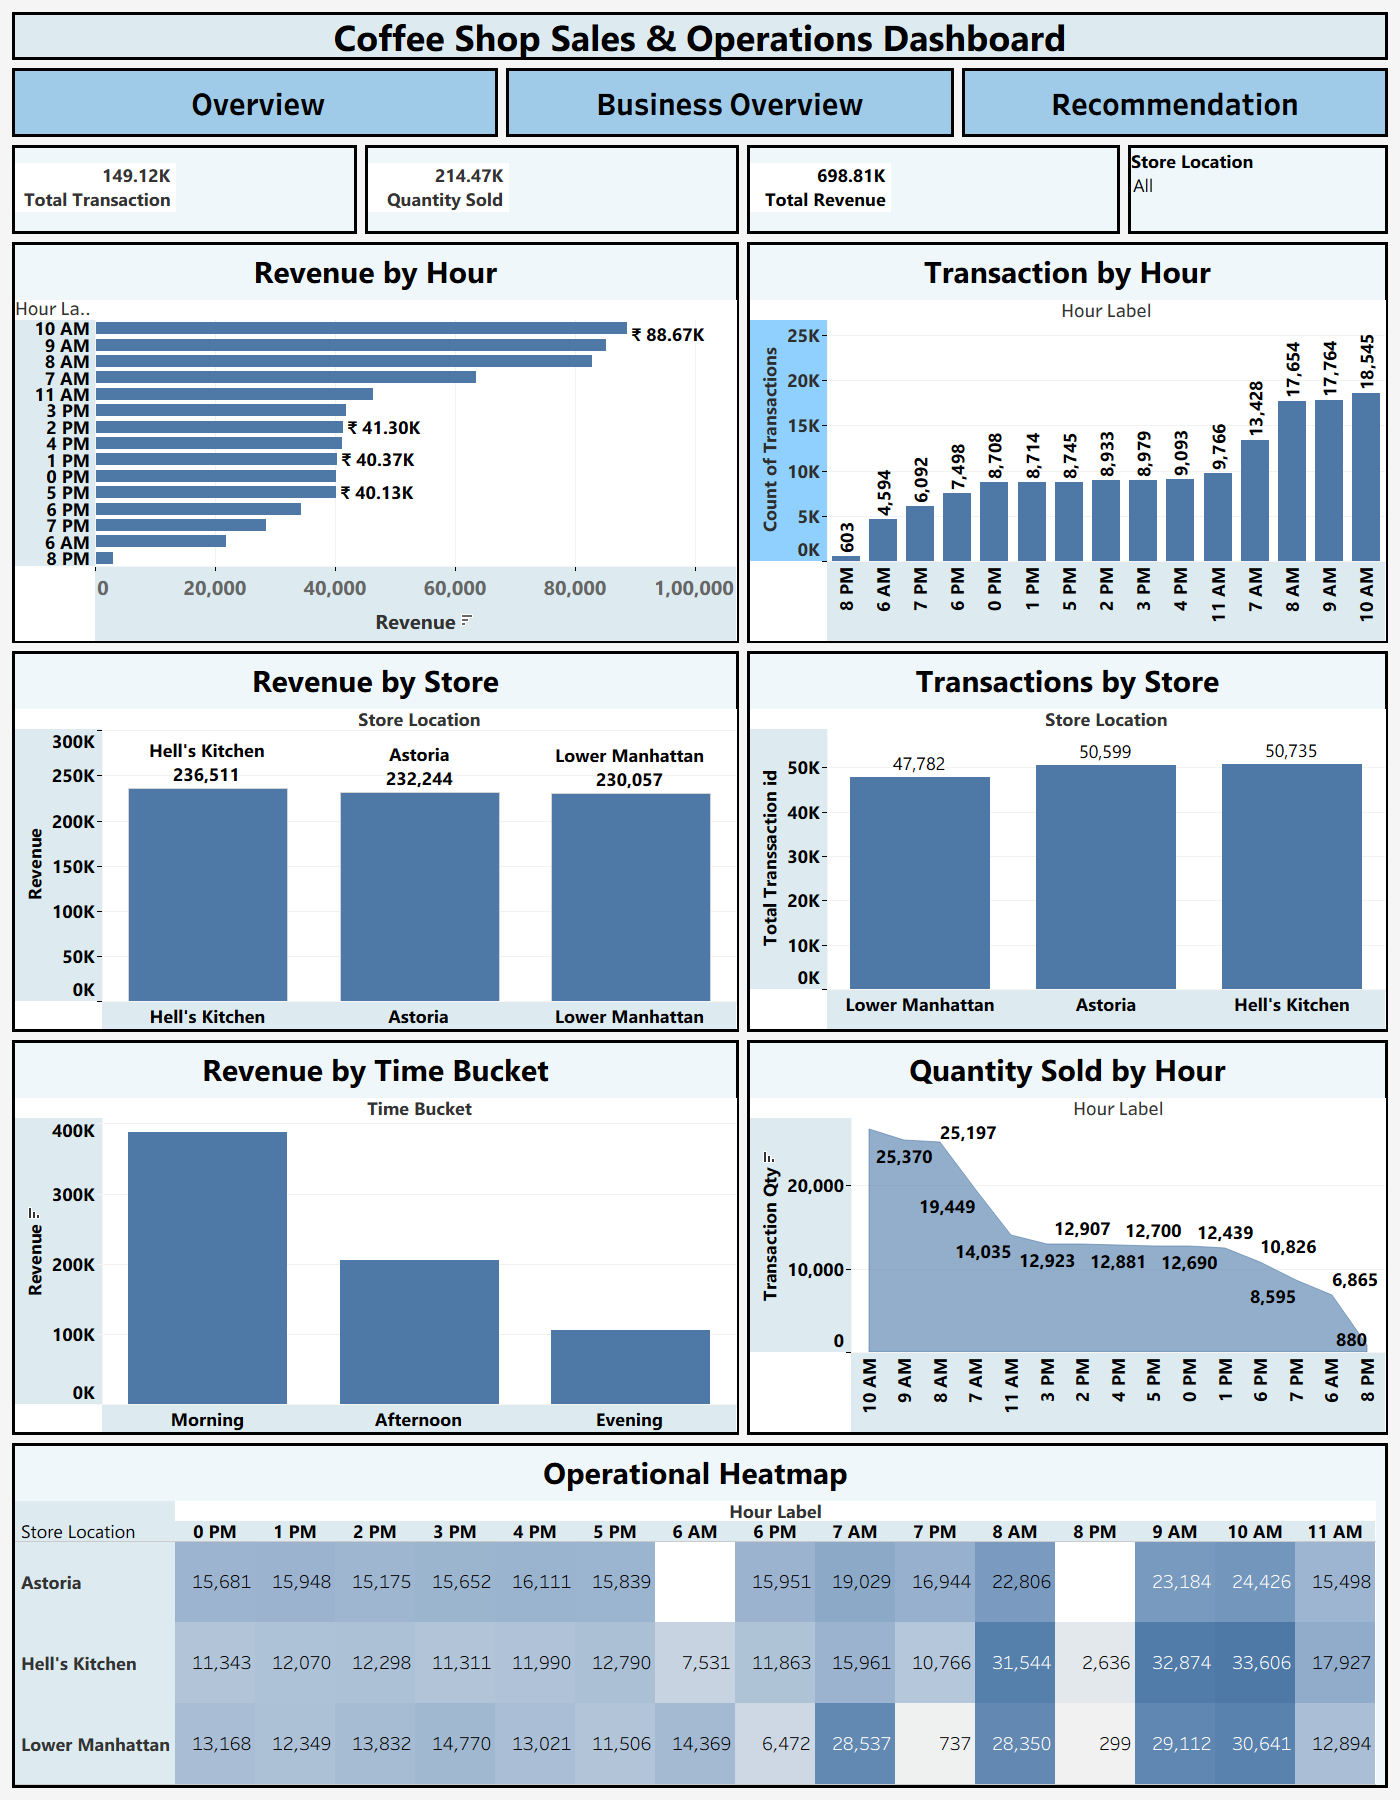 Coffee Shop Sales & Operations Dashboard
Overview
Business Overview
Recommendation
149.12K
Total Transaction
214.47K
Quantity Sold
698.81K
Total Revenue
Store Location
All
Revenue by Hour
Hour La..
10 AM
₹ 88.67K
9 AM
8 AM
7 AM
11 AM
3 PM
2 PM ₹ 41.30K
4 PM
1 PM ₹ 40.37K
0 PM
5 PM ₹ 40.13K
6 PM
7 PM
6 AM
8 PM
0 20,000 40,000 60,000 80,000 1,00,000
Revenue
Transaction by Hour
Hour Label
Count of Transactions
25K
20K
15K
10K
5K
0K
603 4,594 6,092 7,498 8,708 8,714 8,745 8,933 8,979 9,093 9,766 13,428 17,654 17,764 18,545
8 PM 6 AM 7 PM 6 PM 0 PM 1 PM 5 PM 2 PM 3 PM 4 PM 11 AM 7 AM 8 AM 9 AM 10 AM
Revenue by Store
Store Location
Revenue
300K
250K
200K
150K
100K
50K
0K
Hell's Kitchen
236,511
Astoria
232,244
Lower Manhattan
230,057
Hell's Kitchen Astoria Lower Manhattan
Transactions by Store
Store Location
Total Transsaction id
50K
40K
30K
20K
10K
0K
47,782 50,599 50,735
Lower Manhattan Astoria Hell's Kitchen
Revenue by Time Bucket
Time Bucket
Revenue
400K
300K
200K
100K
0K
Morning Afternoon Evening
Quantity Sold by Hour
Hour Label
Transaction Qty
20,000
10,000
0
25,370
25,197
19,449
14,035
12,923
12,907
12,881
12,700
12,690
12,439
10,826
8,595
6,865
880
10 AM 9 AM 8 AM 7 AM 11 AM 3 PM 2 PM 4 PM 5 PM 0 PM 1 PM 6 PM 7 PM 6 AM 8 PM
Operational Heatmap
Hour Label
Store Location 0 PM 1 PM 2 PM 3 PM 4 PM 5 PM 6 AM 6 PM 7 AM 7 PM 8 AM 8 PM 9 AM 10 AM 11 AM
Astoria 15,681 15,948 15,175 15,652 16,111 15,839 15,951 19,029 16,944 22,806 23,184 24,426 15,498
Hell's Kitchen 11,343 12,070 12,298 11,311 11,990 12,790 7,531 11,863 15,961 10,766 31,544 2,636 32,874 33,606 17,927
Lower Manhattan 13,168 12,349 13,832 14,770 13,021 11,506 14,369 6,472 28,537 737 28,350 299 29,112 30,641 12,894